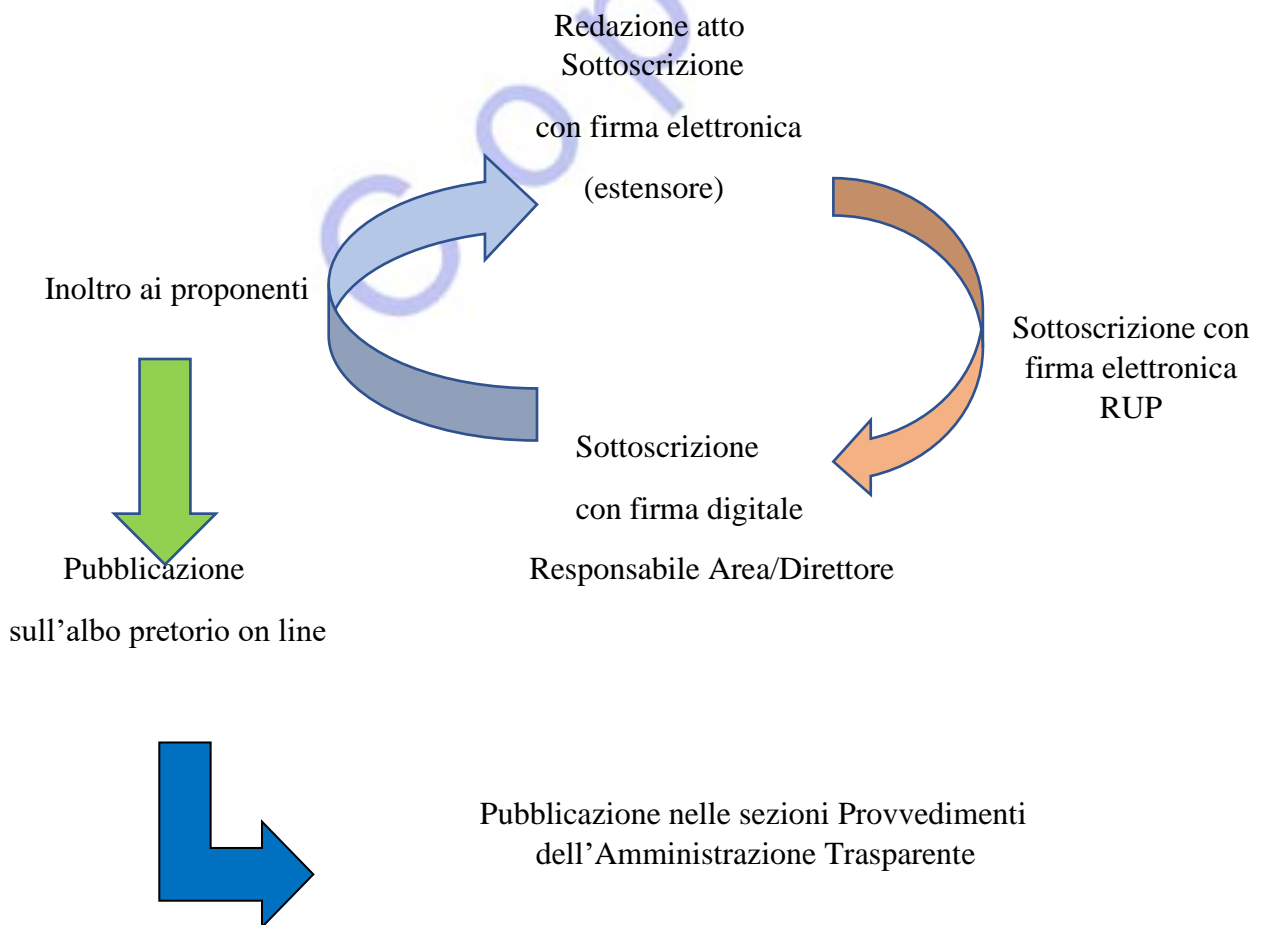 Redazione atto
Sottoscrizione
con firma elettronica
(estensore)
Inoltro ai proponenti
Sottoscrizione con
firma elettronica
RUP
Sottoscrizione
con firma digitale
Responsabile Area/Direttore
Pubblicazione
sull’albo pretorio on line
Pubblicazione nelle sezioni Provvedimenti
dell’Amministrazione Trasparente
Cop